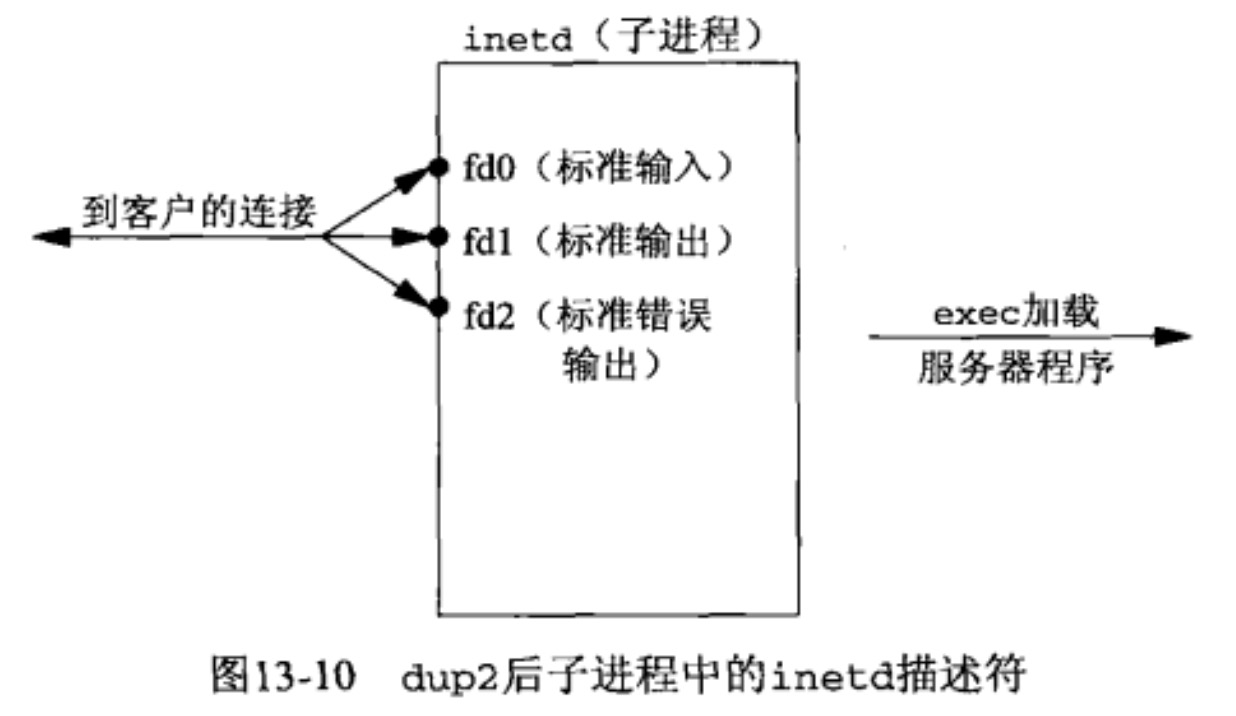 inetd（子进程）
fd0（标准输入）
到客户的连接
fd1（标准输出）
fd2（标准错误
输出）
exec加载
服务器程序
图13-10 dup2后子进程中的inetd描述符